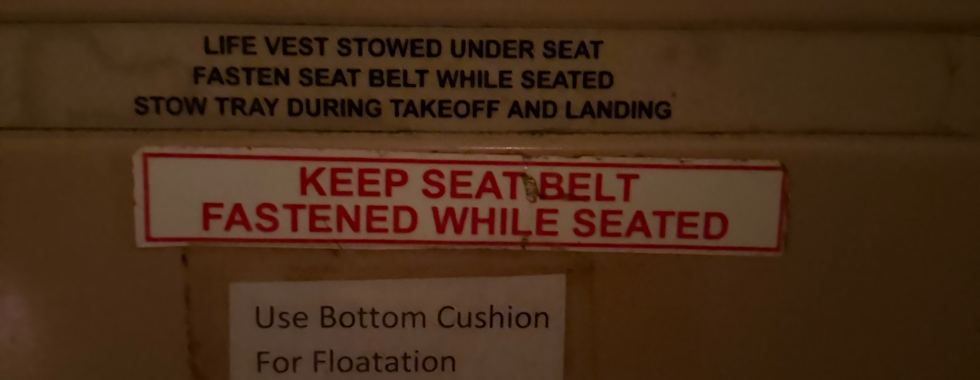 LIFE VEST STOWED UNDER SEAT
FASTEN SEAT BELT WHILE SEATED
STOW TRAY DURING TAKEOFF AND LANDING
KEEP SEAT BELT
FASTENED WHILE SEATED
Use Bottom Cushion
For Floatation